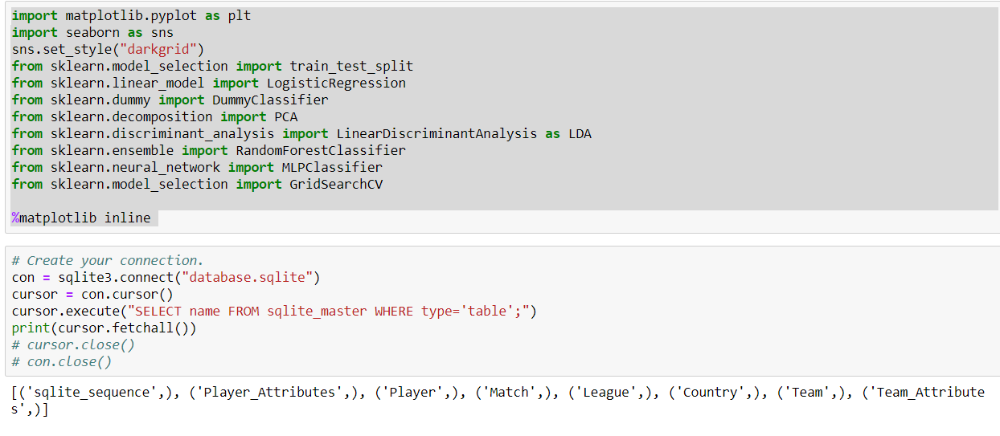 import matplotlib.pyplot as plt
import seaborn as sns
sns.set_style("darkgrid")
from sklearn.model_selection import train_test_split
from sklearn.linear_model import LogisticRegression
from sklearn.dummy import DummyClassifier
from sklearn.decomposition import PCA
from sklearn.discriminant_analysis import LinearDiscriminantAnalysis as LDA
from sklearn.ensemble import RandomForestClassifier
from sklearn.neural_network import MLPClassifier
from sklearn.model_selection import GridSearchCV
%matplotlib inline
# Create your connection.
con = sqlite3.connect("database.sqlite")
cursor = con.cursor()
cursor.execute("SELECT name FROM sqlite_master WHERE type='table';")
print(cursor.fetchall())
# cursor.close()
# con.close()
[('sqlite_sequence',), ('Player_Attributes',), ('Player',), ('Match',), ('League',), ('Country',), ('Team',), ('Team_Attribute
s',)]